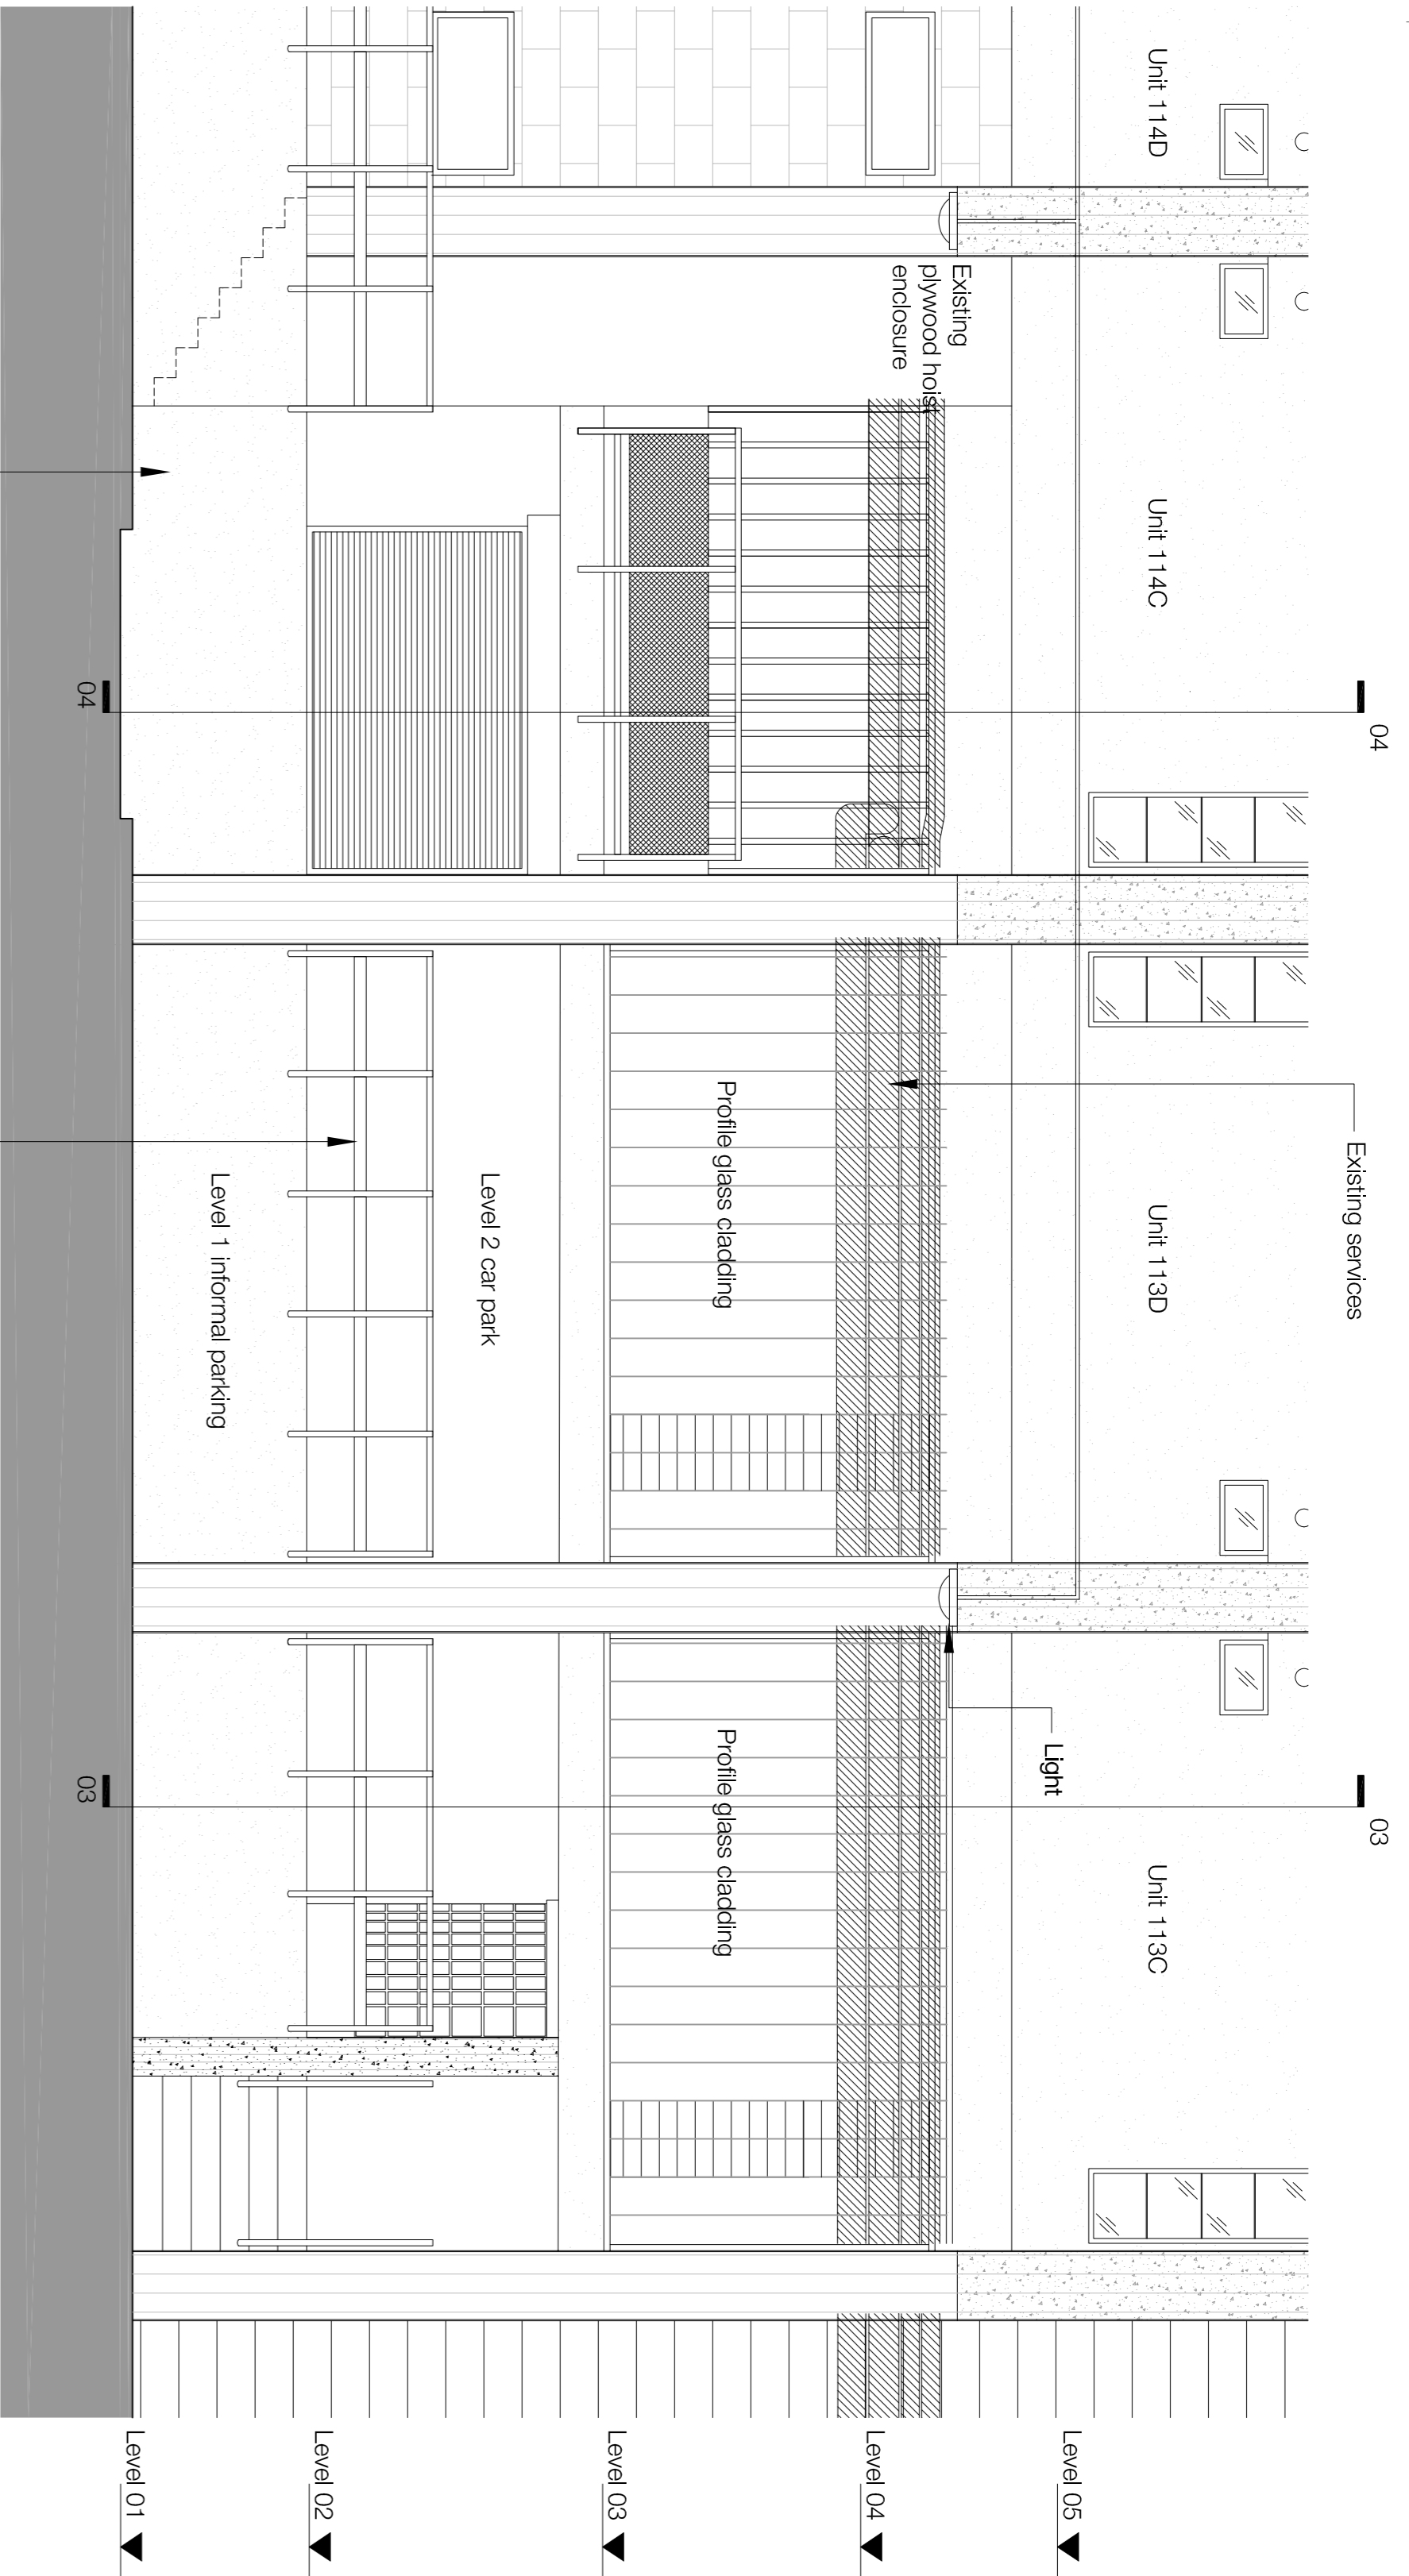 04
03
Existing services
Unit 114D
Unit 114C
Unit 113D
Unit 113C
Light
Existing
plywood hoist
enclosure
Profile glass cladding
Profile glass cladding
Level 2 car park
Level 1 informal parking
04
03
Level 05
Level 04
Level 03
Level 02
Level 01